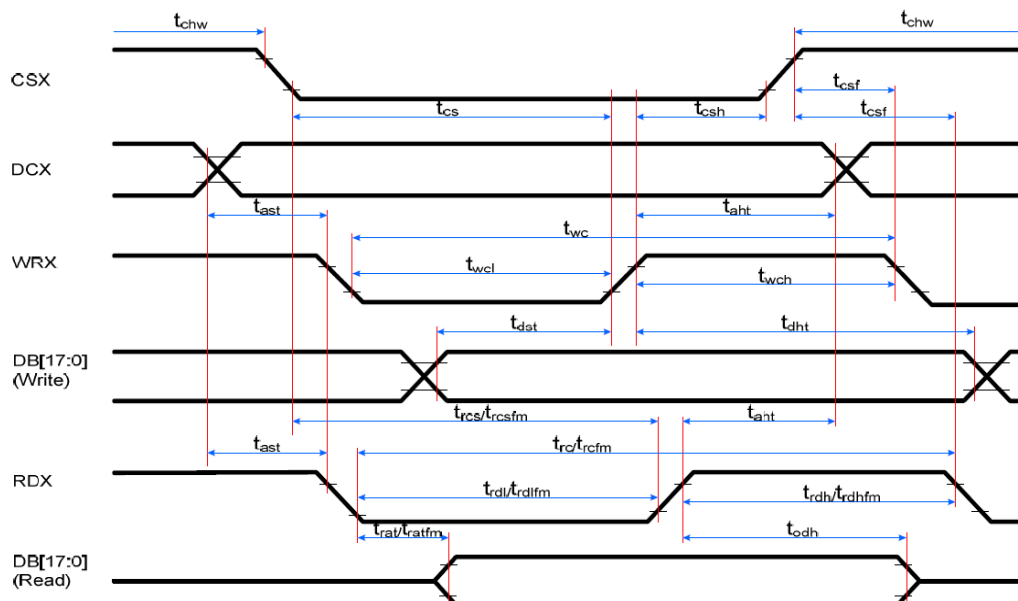 tchw
tchw
CSX
tcsf
tcs
tcsh
tcsf
DCX
tast
taht
twc
WRX
twcl
twch
tdst
tdht
DB[17:0]
(Write)
trcs/trcsfm
taht
tast
trc/trcfm
RDX
trdl/trdlfm
trdh/trdhfm
trat/tratfm
todh
DB[17:0]
(Read)